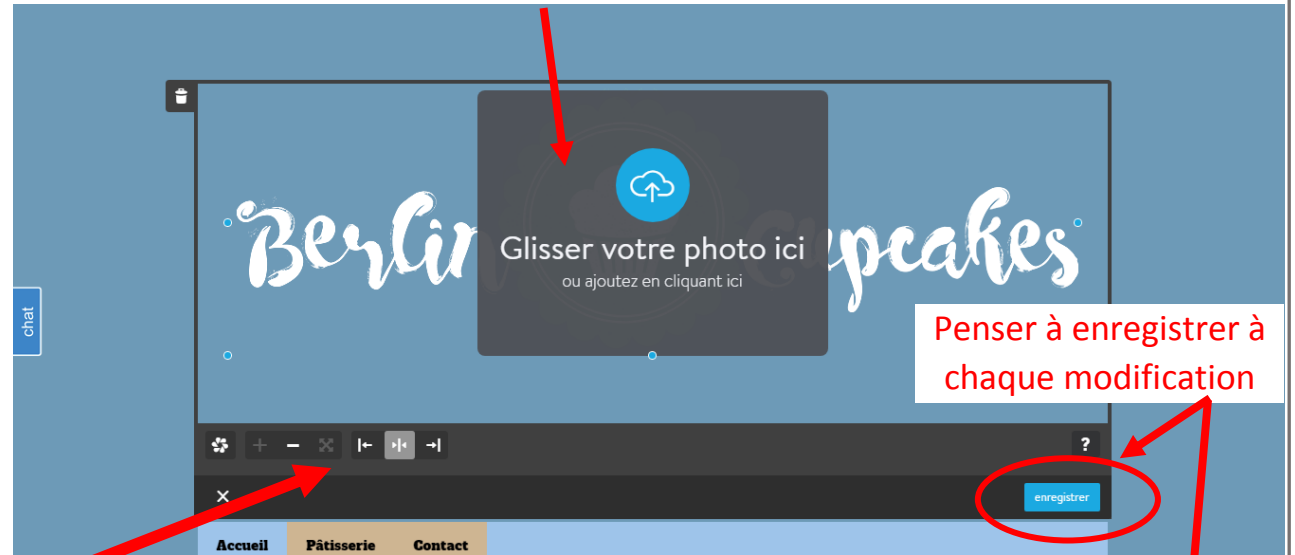 Berlin Cupcakes
Glisser votre photo ici
ou ajoutez en cliquant ici
chat
Penser à enregistrer à
chaque modification
?
enregistrer
Accueil Pâtisserie Contact